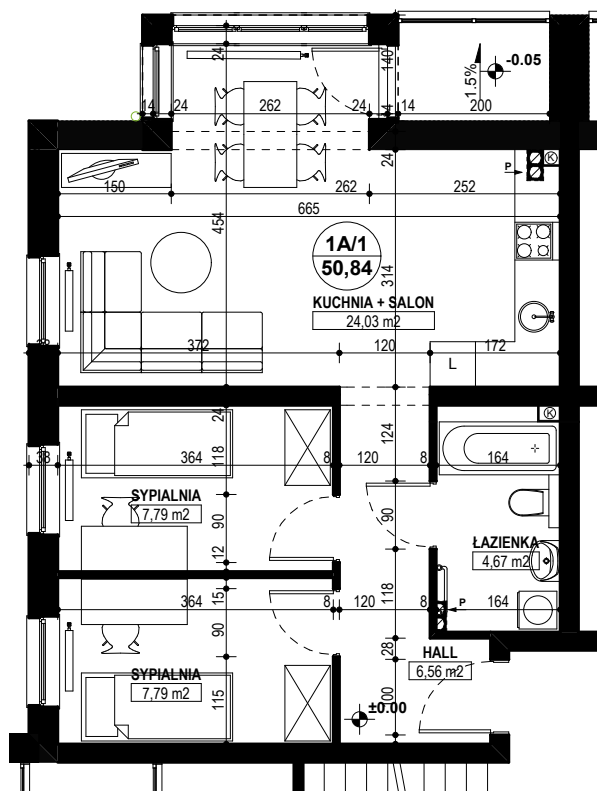 -0.05
1.5%
140
24
14
24
262
24
14
200
K
P
24
150
262
252
665
454
1A/1
50,84
314
KUCHNIA + SALON
24,03 m2
372
120
172
L
24
K
124
38
364
118
8
120
8
164
SYPIALNIA
7,79 m2
90
90
ŁAZIENKA
4,67 m2
12
118
364
15
8
120
8
P
164
90
28
HALL
6,56 m2
SYPIALNIA
7,79 m2
115
100
±0.00